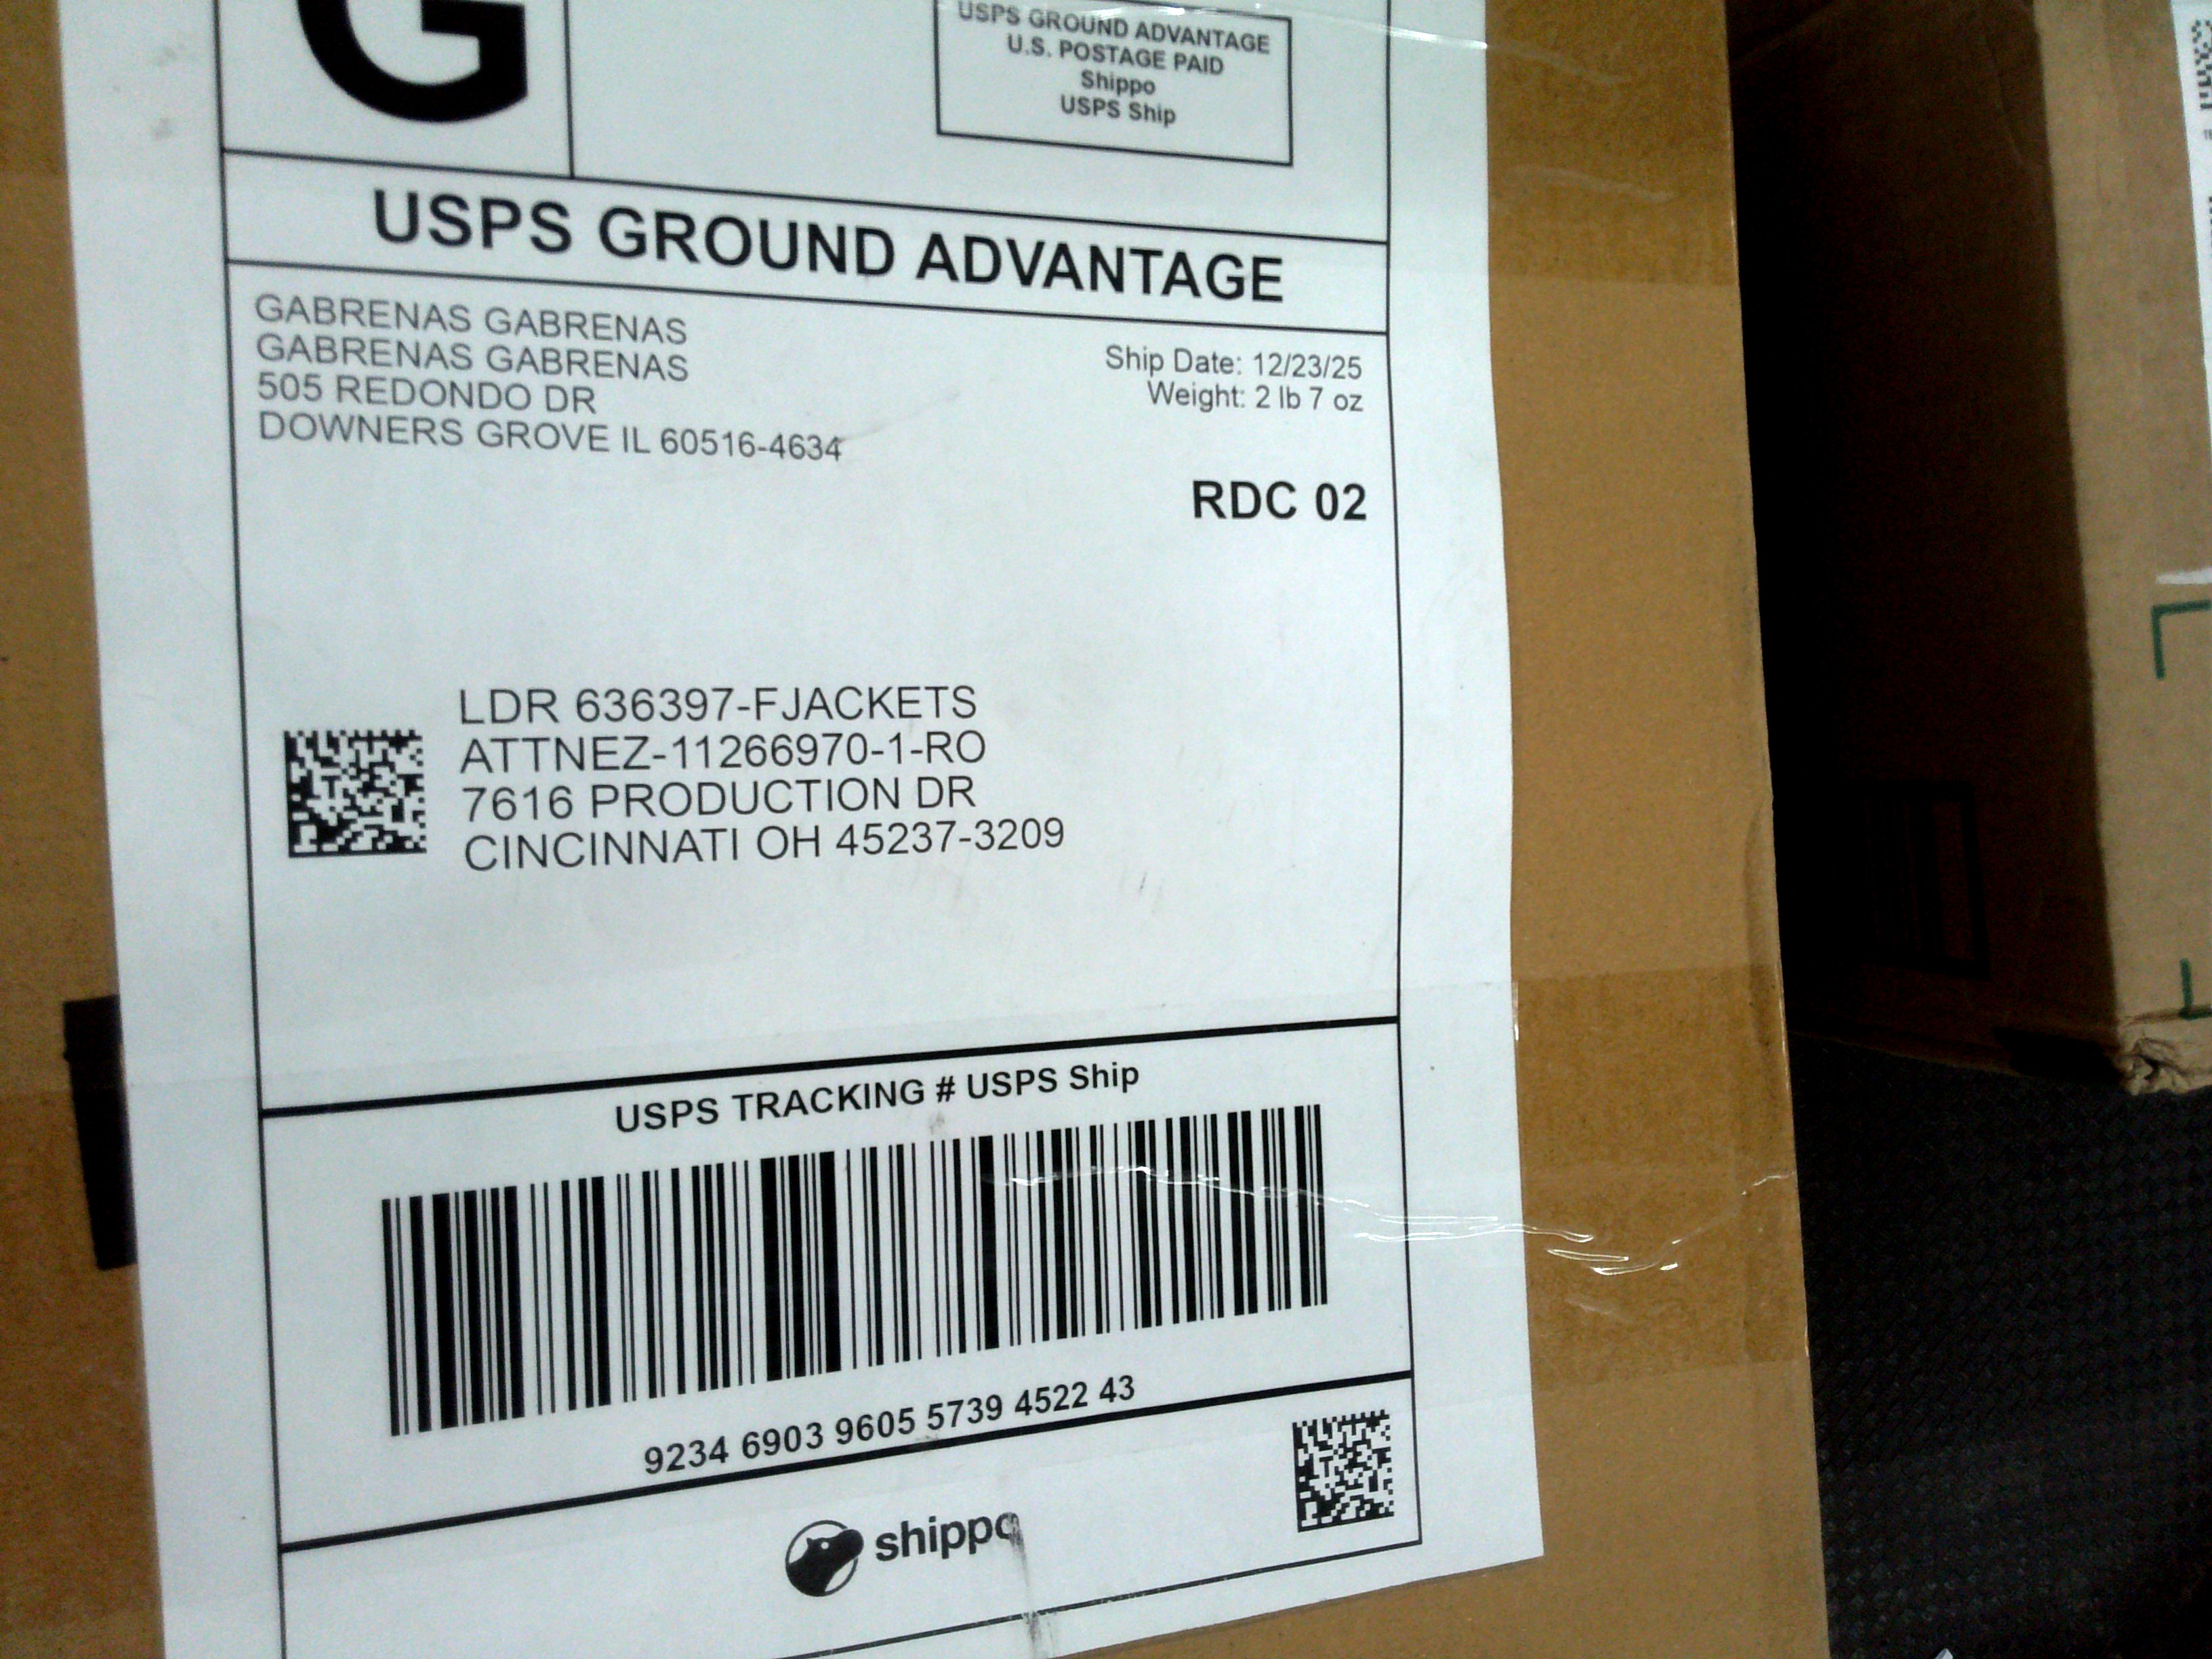 G
USPS GROUND ADVANTAGE
U.S. POSTAGE PAID
Shippo
USPS Ship
USPS GROUND ADVANTAGE
GABRENAS GABRENAS
GABRENAS GABRENAS
505 REDONDO DR
DOWNERS GROVE IL 60516-4634
Ship Date: 12/23/25
Weight: 2 lb 7 oz
RDC 02
LDR 636397-FJACKETS
ATTNEZ-11266970-1-RO
7616 PRODUCTION DR
CINCINNATI OH 45237-3209
USPS TRACKING # USPS Ship
9234 6903 9605 5739 4522 43
shippo